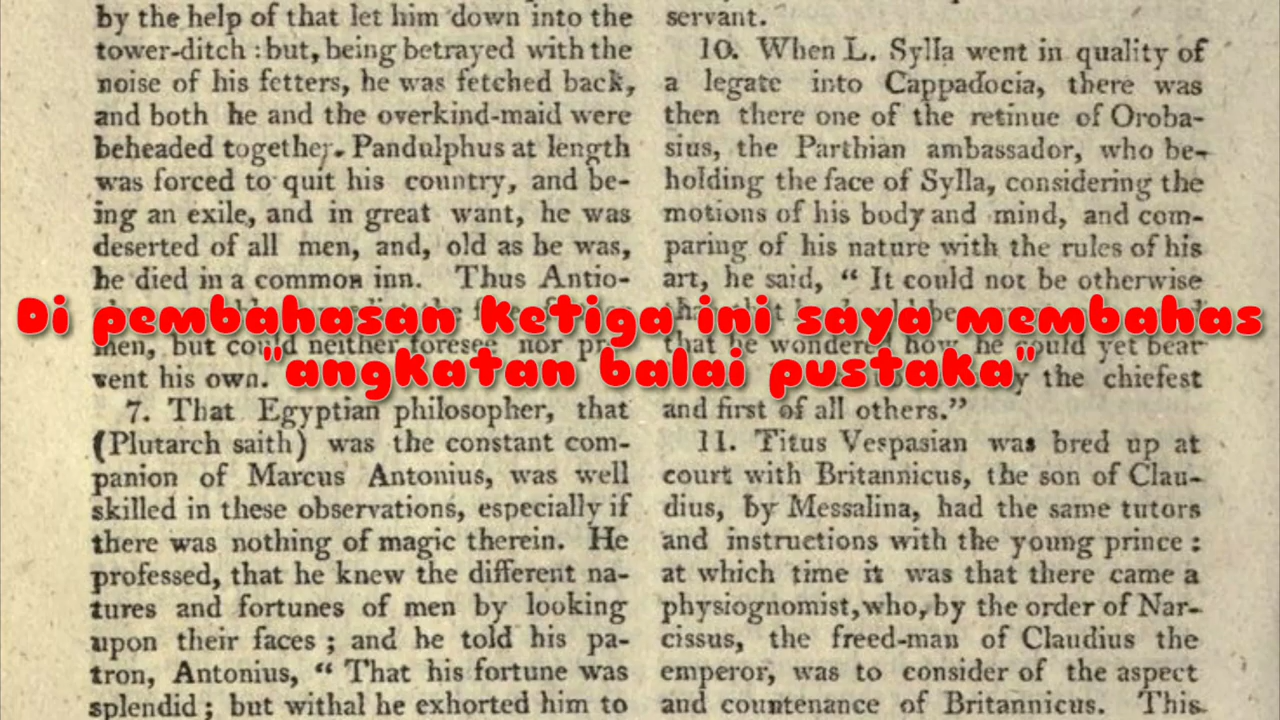 by the help of that let him down into the
tower-ditch : but, being betrayed with the
noise of his fetters, he was fetched back,
and both he and the overkind-maid were
beheaded together. Pandulphus at length
was forced to quit his country, and be-
ing an exile, and in great want, he was
deserted of all men, and, old as he was,
he died in a common inn. Thus Antio-
men, but could neither foresee nor pr
vent his own.
7. That Egyptian philosopher, that
(Plutarch saith) was the constant com-
panion of Marcus Antonius, was well
skilled in these observations, especially if
there was nothing of magic therein. He
professed, that he knew the different na-
tures and fortunes of men by looking
upon their faces ; and he told his pa-
tron, Antonius, “ That his fortune was
splendid ; but withal he exhorted him to
servant.
10. When L. Sylla went in quality of
a legate into Cappadocia, there was
then there one of the retinue of Oroba-
sius, the Parthian ambassador, who be-
holding the face of Sylla, considering the
motions of his body and mind, and com-
paring of his nature with the rules of his
art, he said, “ It could not be otherwise
that he wondered how he could yet bear
the chiefest
and first of all others.”
11. Titus Vespasian was bred up at
court with Britannicus, the son of Clau-
dius, by Messalina, had the same tutors
and instructions with the young prince :
at which time it was that there came a
physiognomist, who, by the order of Nar-
cissus, the freed-man of Claudius the
emperor, was to consider of the aspect
and countenance of Britannicus. This
Di pembahasan ketiga ini saya membahas
"angkatan balai pustaka"